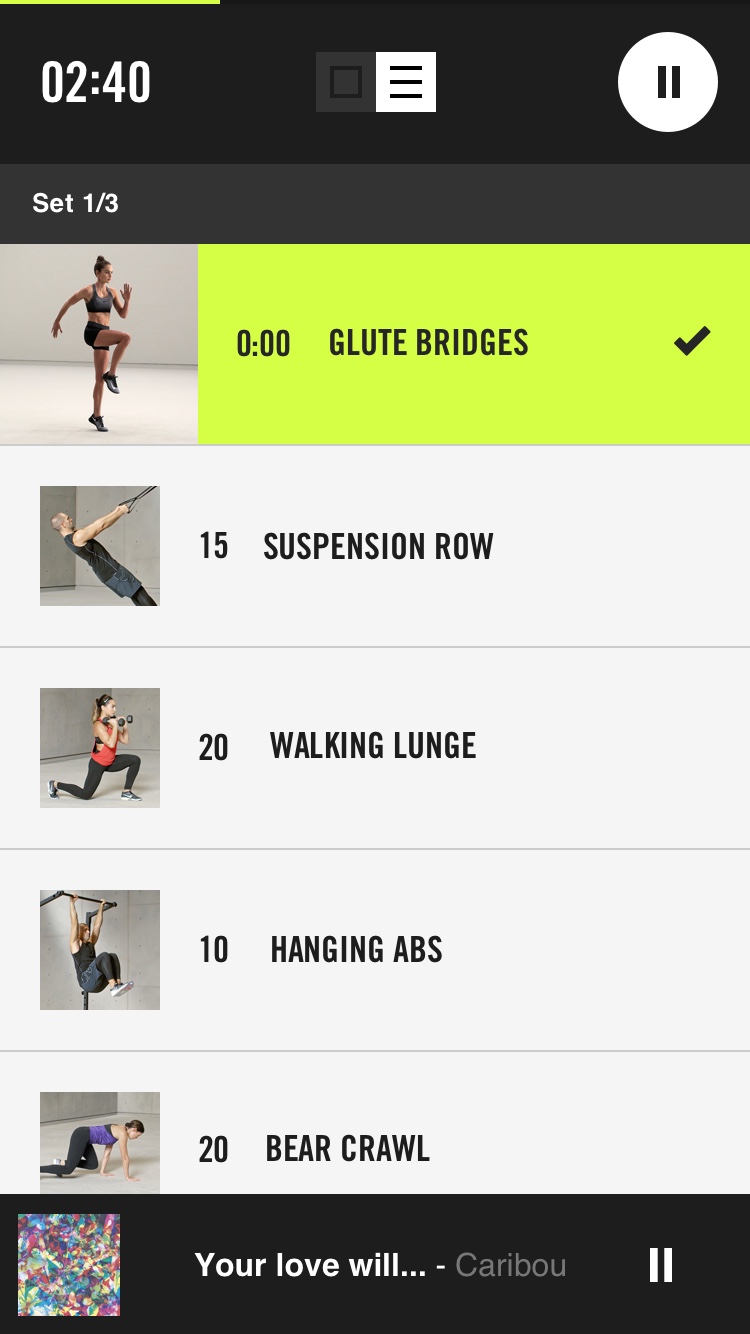 02:40
Set 1/3
0:00 GLUTE BRIDGES
15 SUSPENSION ROW
20 WALKING LUNGE
10 HANGING ABS
20 BEAR CRAWL
Your love will... - Caribou